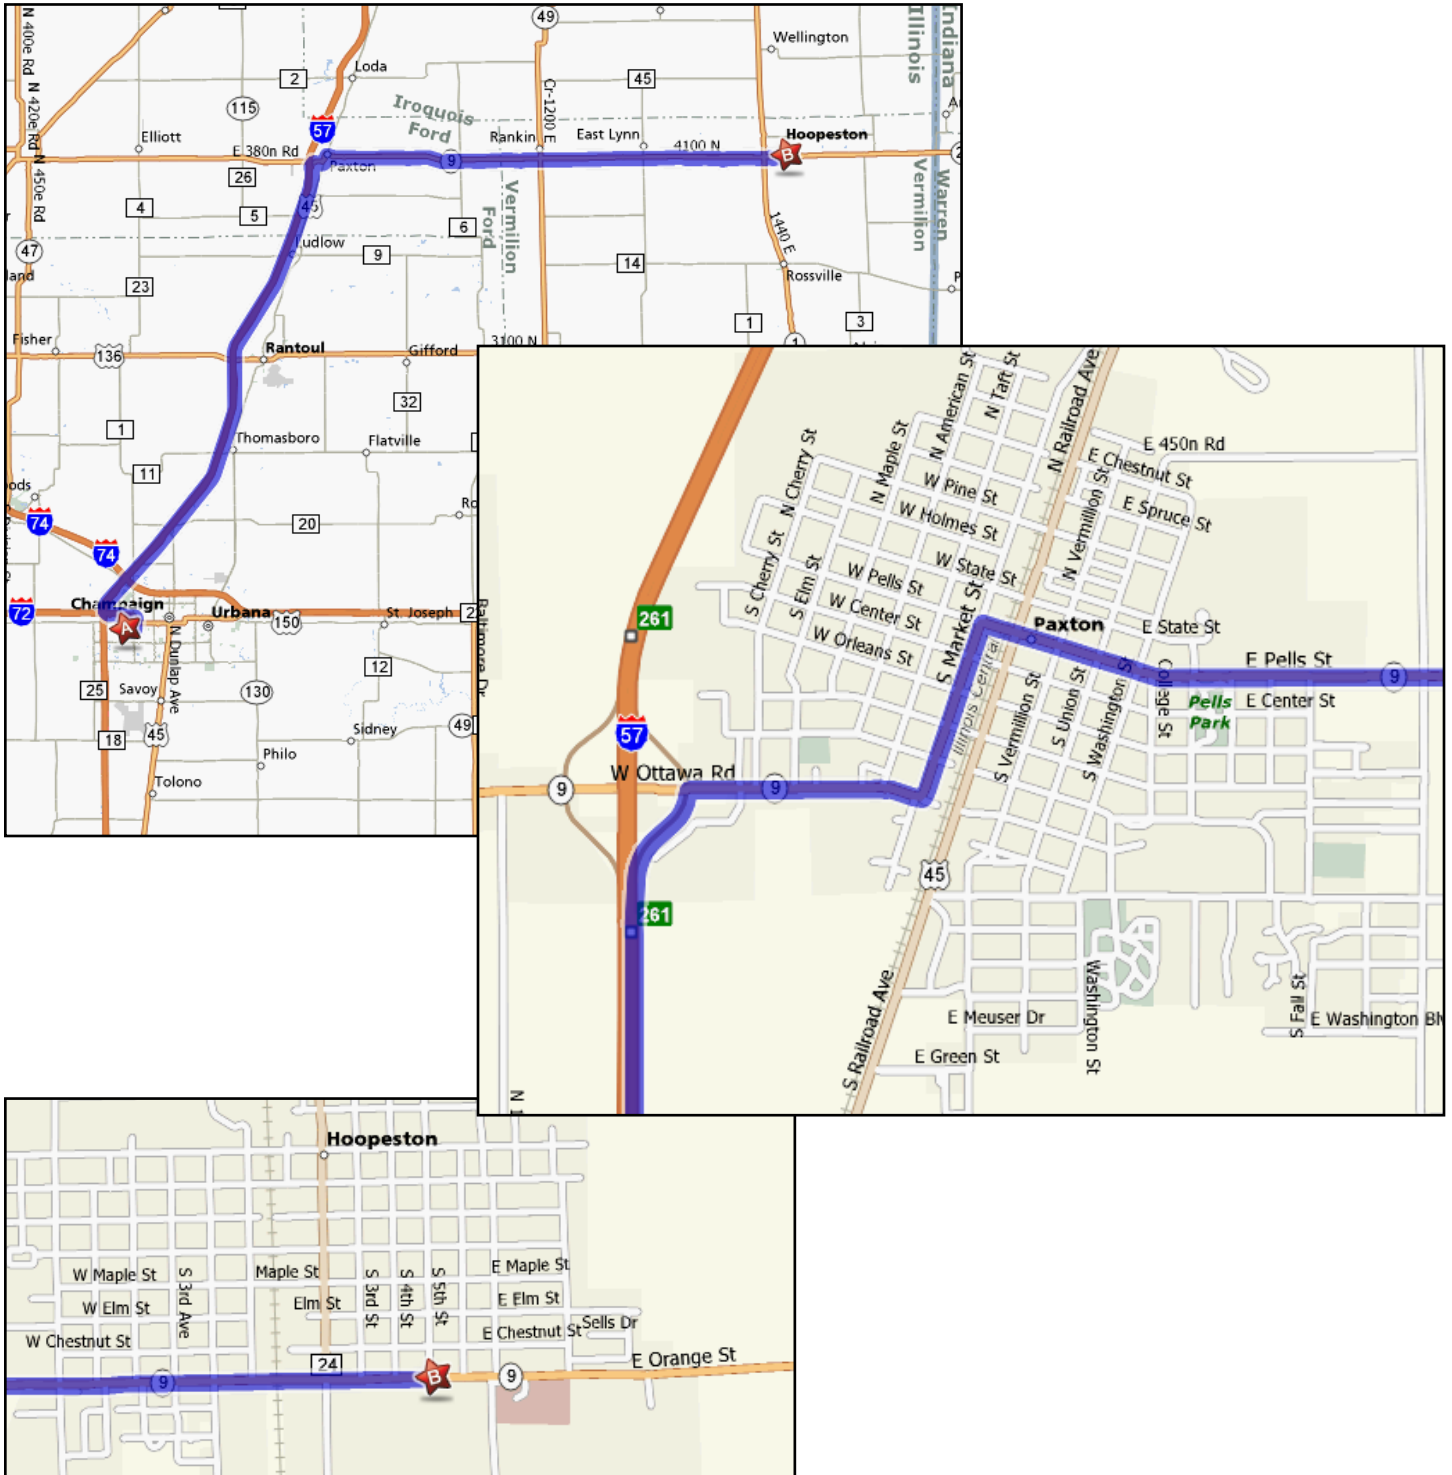 N 400e Rd
N 420e Rd
N 450e Rd
49
Wellington
Illinois
Indiana
Loda
2
45
115
Iroquois
Ford
Cr-1200 E
57
Elliott
E 380n Rd
Paxton
9
Rankin
East Lynn
4100 N
Hoopeston
B
26
4
5
45
6
Vermilion
Ford
Vermilion
Warren
47
Ludlow
9
14
1440 E
Rossville
23
1
3
1
Fisher
136
Rantoul
Gifford
3100 N
32
1
Thomasboro
Flatville
11
74
20
74
72
Champaign
A
Urbana
150
St. Joseph
Baltimore Dr
N Dunlap Ave
12
25
Savoy
130
18
45
Sidney
49
Philo
Tolono
N American St
N Taft St
N Railroad Ave
N Cherry St
N Maple St
E 450n Rd
E Chestnut St
W Pine St
E Spruce St
W Holmes St
N Vermillion St
S Cherry St
S Elm St
W Pells St
W State St
W Center St
W Orleans St
S Market St
261
Paxton
E State St
E Pells St
9
E Center St
College St
Pells
Park
Illinois Central
S Vermillion St
S Union St
S Washington St
57
W Ottawa Rd
9
9
45
261
Washington St
S Railroad Ave
E Meuser Dr
S Fall St
E Washington Blv
E Green St
N 1
Hoopeston
W Maple St
S 3rd Ave
Maple St
S 3rd St
S 4th St
S 5th St
E Maple St
W Elm St
Elm St
E Elm St
W Chestnut St
E Chestnut St
Sells Dr
24
9
B
9
E Orange St